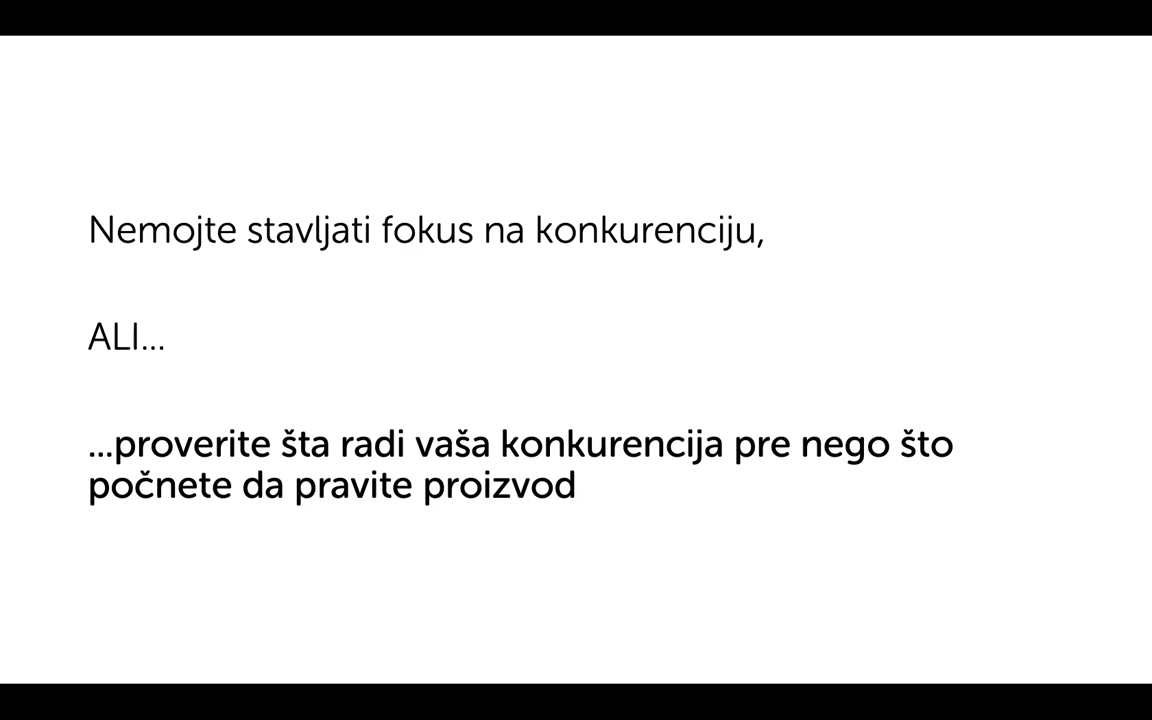 Nemojte stavljati fokus na konkurenciju,
ALI...
...proverite šta radi vaša konkurencija pre nego što
počnete da pravite proizvod